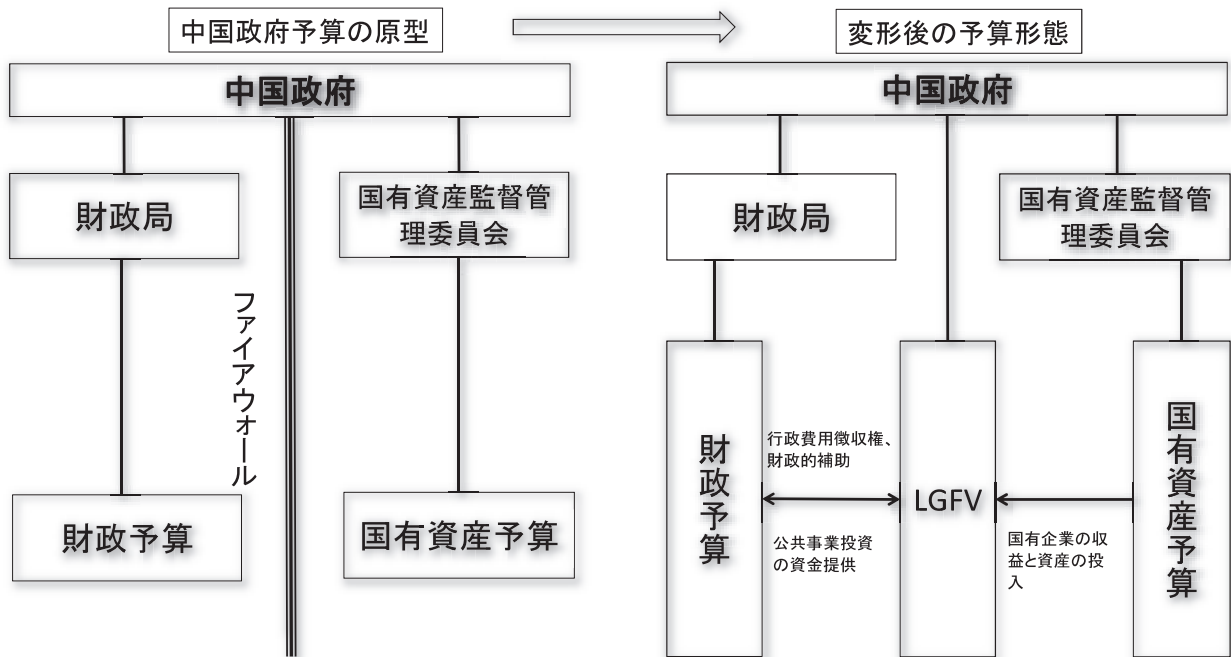 中国政府予算の原型
中国政府
財政局
国有資産監督管
理委員会
ファイアウォール
財政予算
国有資産予算
変形後の予算形態
中国政府
財政局
国有資産監督管
理委員会
財政予算
行政費用徴収権、
財政的補助
公共事業投資
の資金提供
LGFV
国有企業の収
益と資産の投
入
国有資産予算